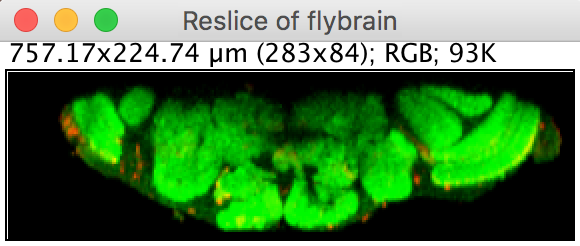 Reslice of flybrain
757.17x224.74 µm (283x84); RGB; 93K